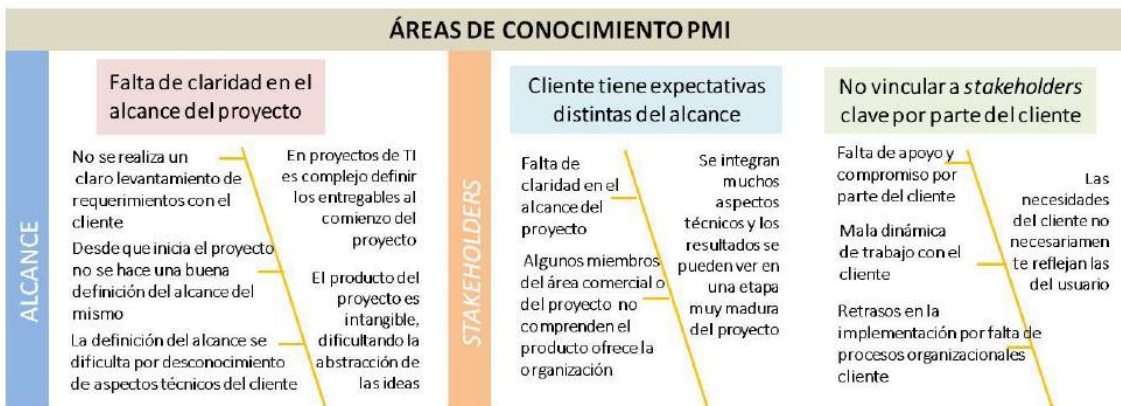 ÁREAS DE CONOCIMIENTO PMI
ALCANCE
Falta de claridad en el
alcance del proyecto
No se realiza un
claro levantamiento de
requerimientos con el
cliente
Desde que inicia el proyecto
no se hace una buena
definición del alcance del
mismo
La definición del alcance se
dificulta por desconocimiento
de aspectos técnicos del cliente
En proyectos de TI
es complejo definir
los entregables al
comienzo del
proyecto
El producto del
proyecto es
intangible,
dificultando la
abstracción de
las ideas
STAKEHOLDERS
Cliente tiene expectativas
distintas del alcance
Falta de
claridad en el
alcance del
proyecto
Algunos miembros
del área comercial o
del proyecto no
comprenden el
producto ofrece la
organización
Se integran
muchos
aspectos
técnicos y los
resultados se
pueden ver en
una etapa
muy madura
del proyecto
No vincular a stakeholders
clave por parte del cliente
Falta de apoyo y
compromiso por
parte del cliente
Mala dinámica
de trabajo con el
cliente
Retrasos en la
implementación por falta de
procesos organizacionales
cliente
Las
necesidades
del cliente no
necesariamen
te reflejan las
del usuario